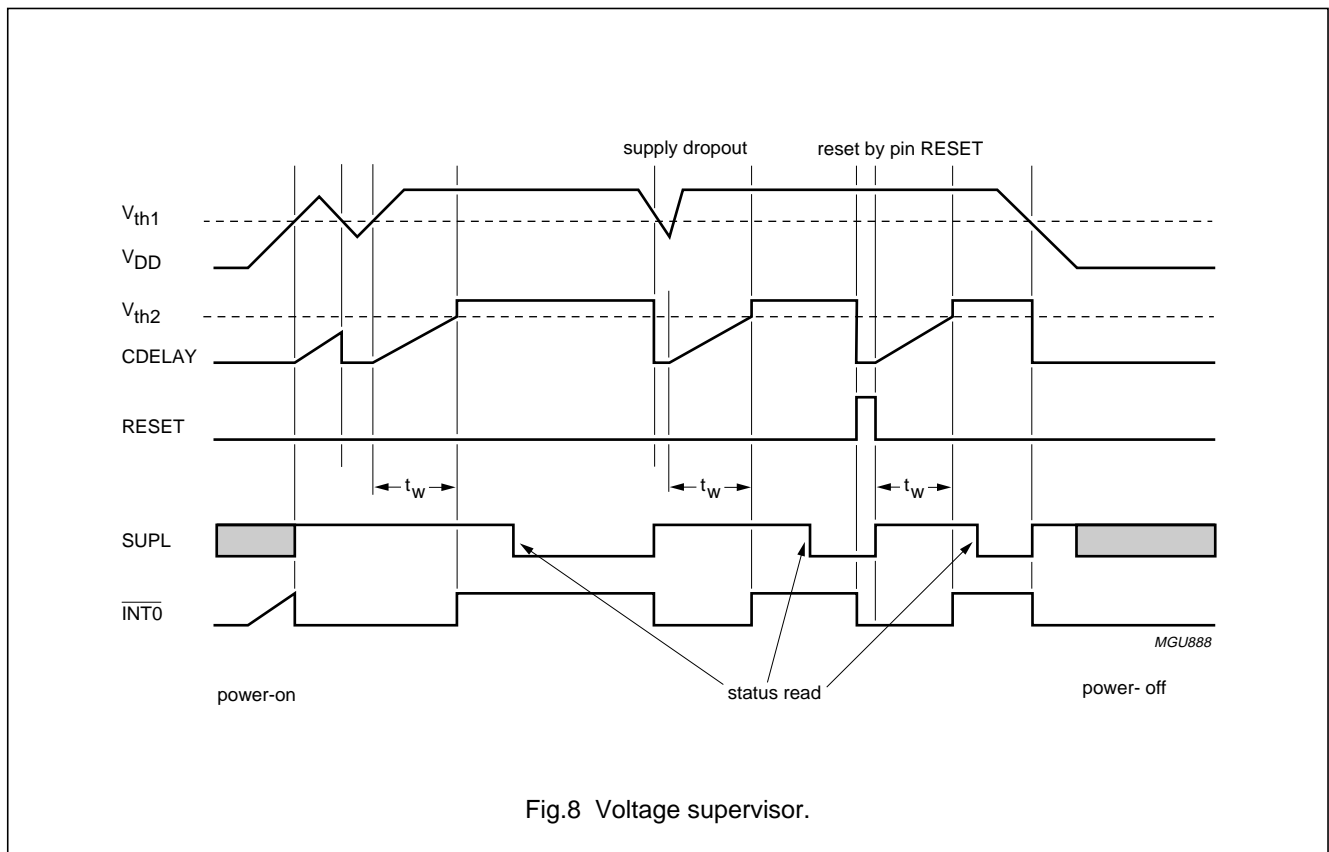 supply dropout
reset by pin RESET
Vth1
VDD
Vth2
CDELAY
RESET
tW
tW
tW
SUPL
INT0
MGU888
power-on
status read
power- off
Fig.8 Voltage supervisor.